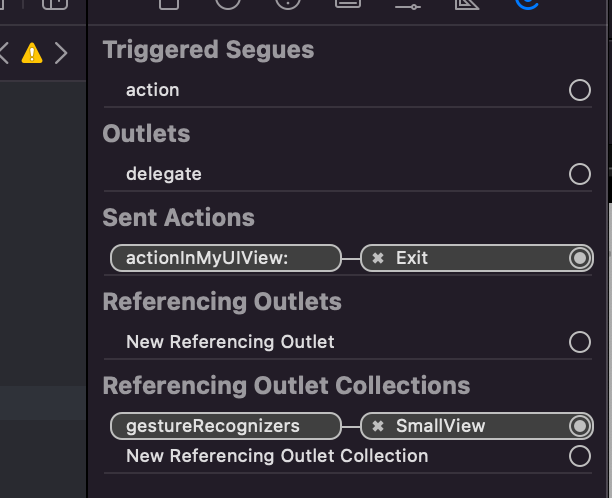 Triggered Segues
action
Outlets
delegate
Sent Actions
actionInMyUIView: Exit
Referencing Outlets
New Referencing Outlet
Referencing Outlet Collections
gestureRecognizers SmallView
New Referencing Outlet Collection